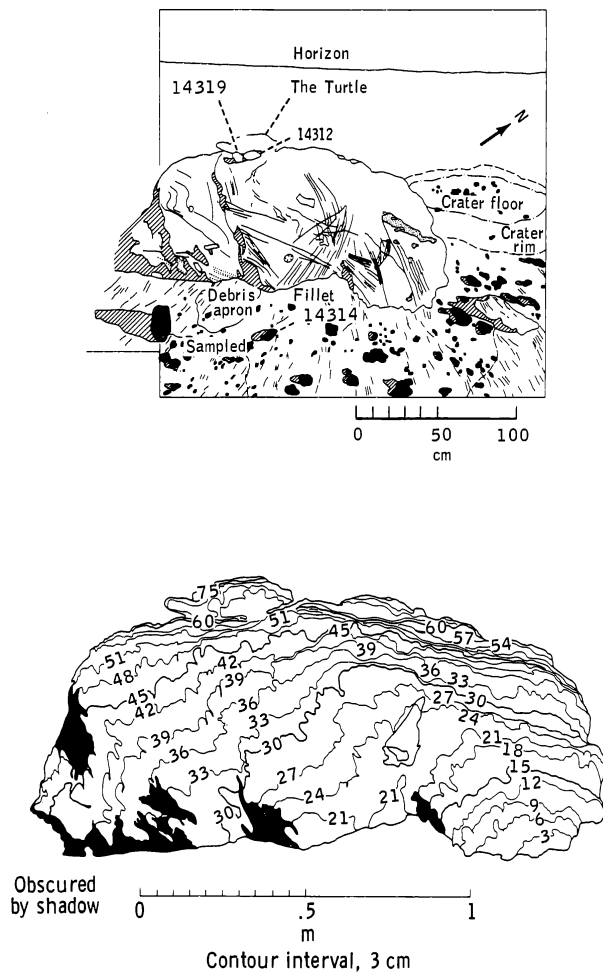 Horizon
14319
The Turtle
14312
N
Crater floor
Crater
rim
Debris
apron
Fillet
14314
Sampled
0 50 100
cm
75
60
51
60
57
54
51
48
45
42
45
42
39
39
36
36
33
33
30
30
27
27
24
24
21
39
36
33
30
27
24
21
18
15
12
9
6
3
21
Obscured
by shadow
0 .5 1
m
Contour interval, 3 cm